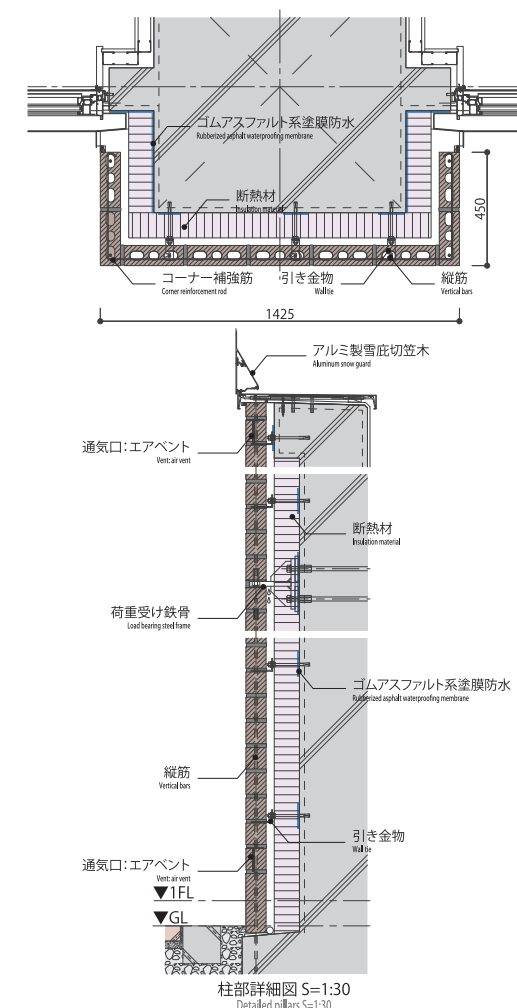 ゴムアスファルト系塗膜防水
Rubberized asphalt waterproofing membrane
断熱材
Insulation material
450
コーナー補強筋
Corner reinforcement rod
引き金物
Wall tie
縦筋
Vertical bars
1425
アルミ製雪庇切笠木
Aluminum snow guard
通気口：エアベント
Vent: air vent
断熱材
Insulation material
荷重受け鉄骨
Load bearing steel frame
ゴムアスファルト系塗膜防水
Rubberized asphalt waterproofing membrane
縦筋
Vertical bars
引き金物
Wall tie
通気口：エアベント
Vent: air vent
▼1FL
▼GL
柱部詳細図 S=1:30
Detailed pillars S=1:30